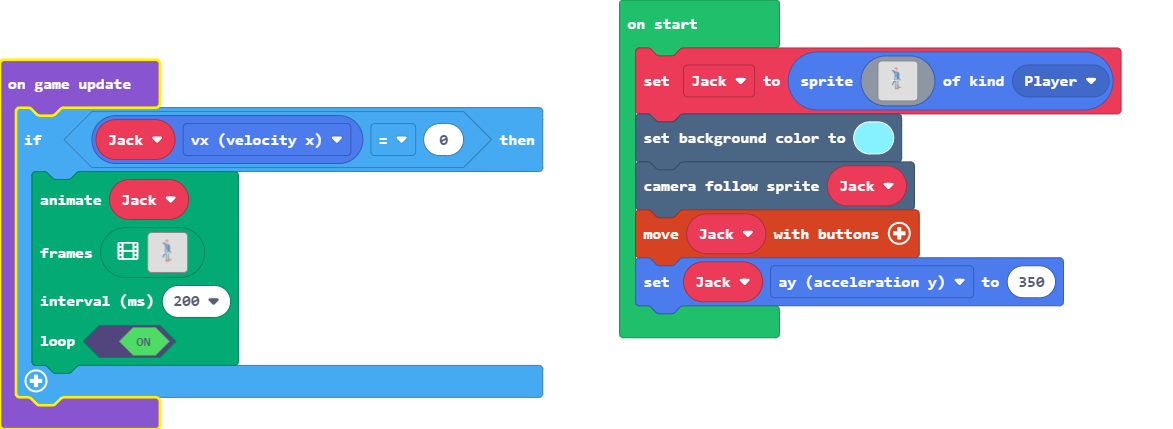 on game update
if Jack vx (velocity x) = 0 then
animate Jack
frames
interval (ms) 200
loop ON
on start
set Jack to sprite of kind Player
set background color to
camera follow sprite Jack
move Jack with buttons
set Jack ay (acceleration y) to 350